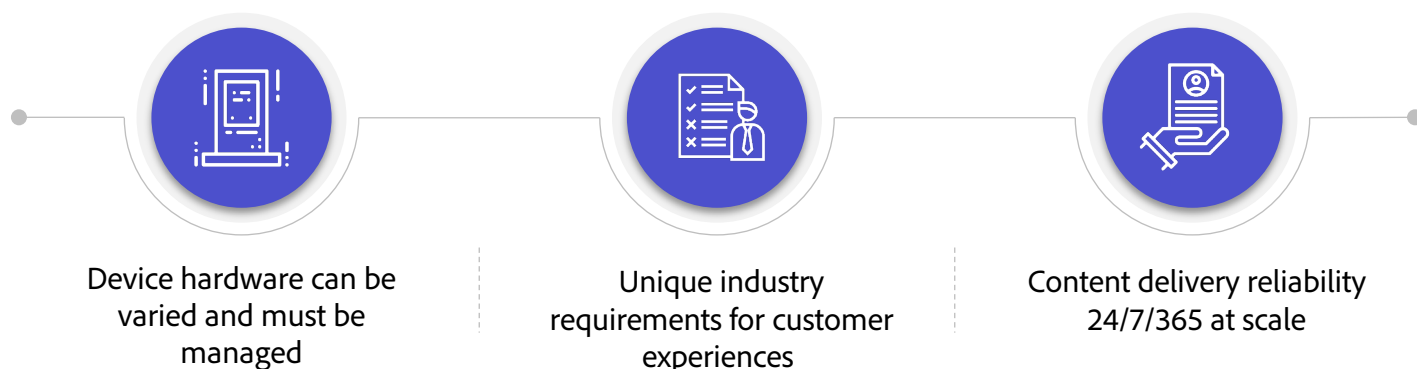 Device hardware can be
varied and must be
managed
Unique industry
requirements for customer
experiences
Content delivery reliability
24/7/365 at scale